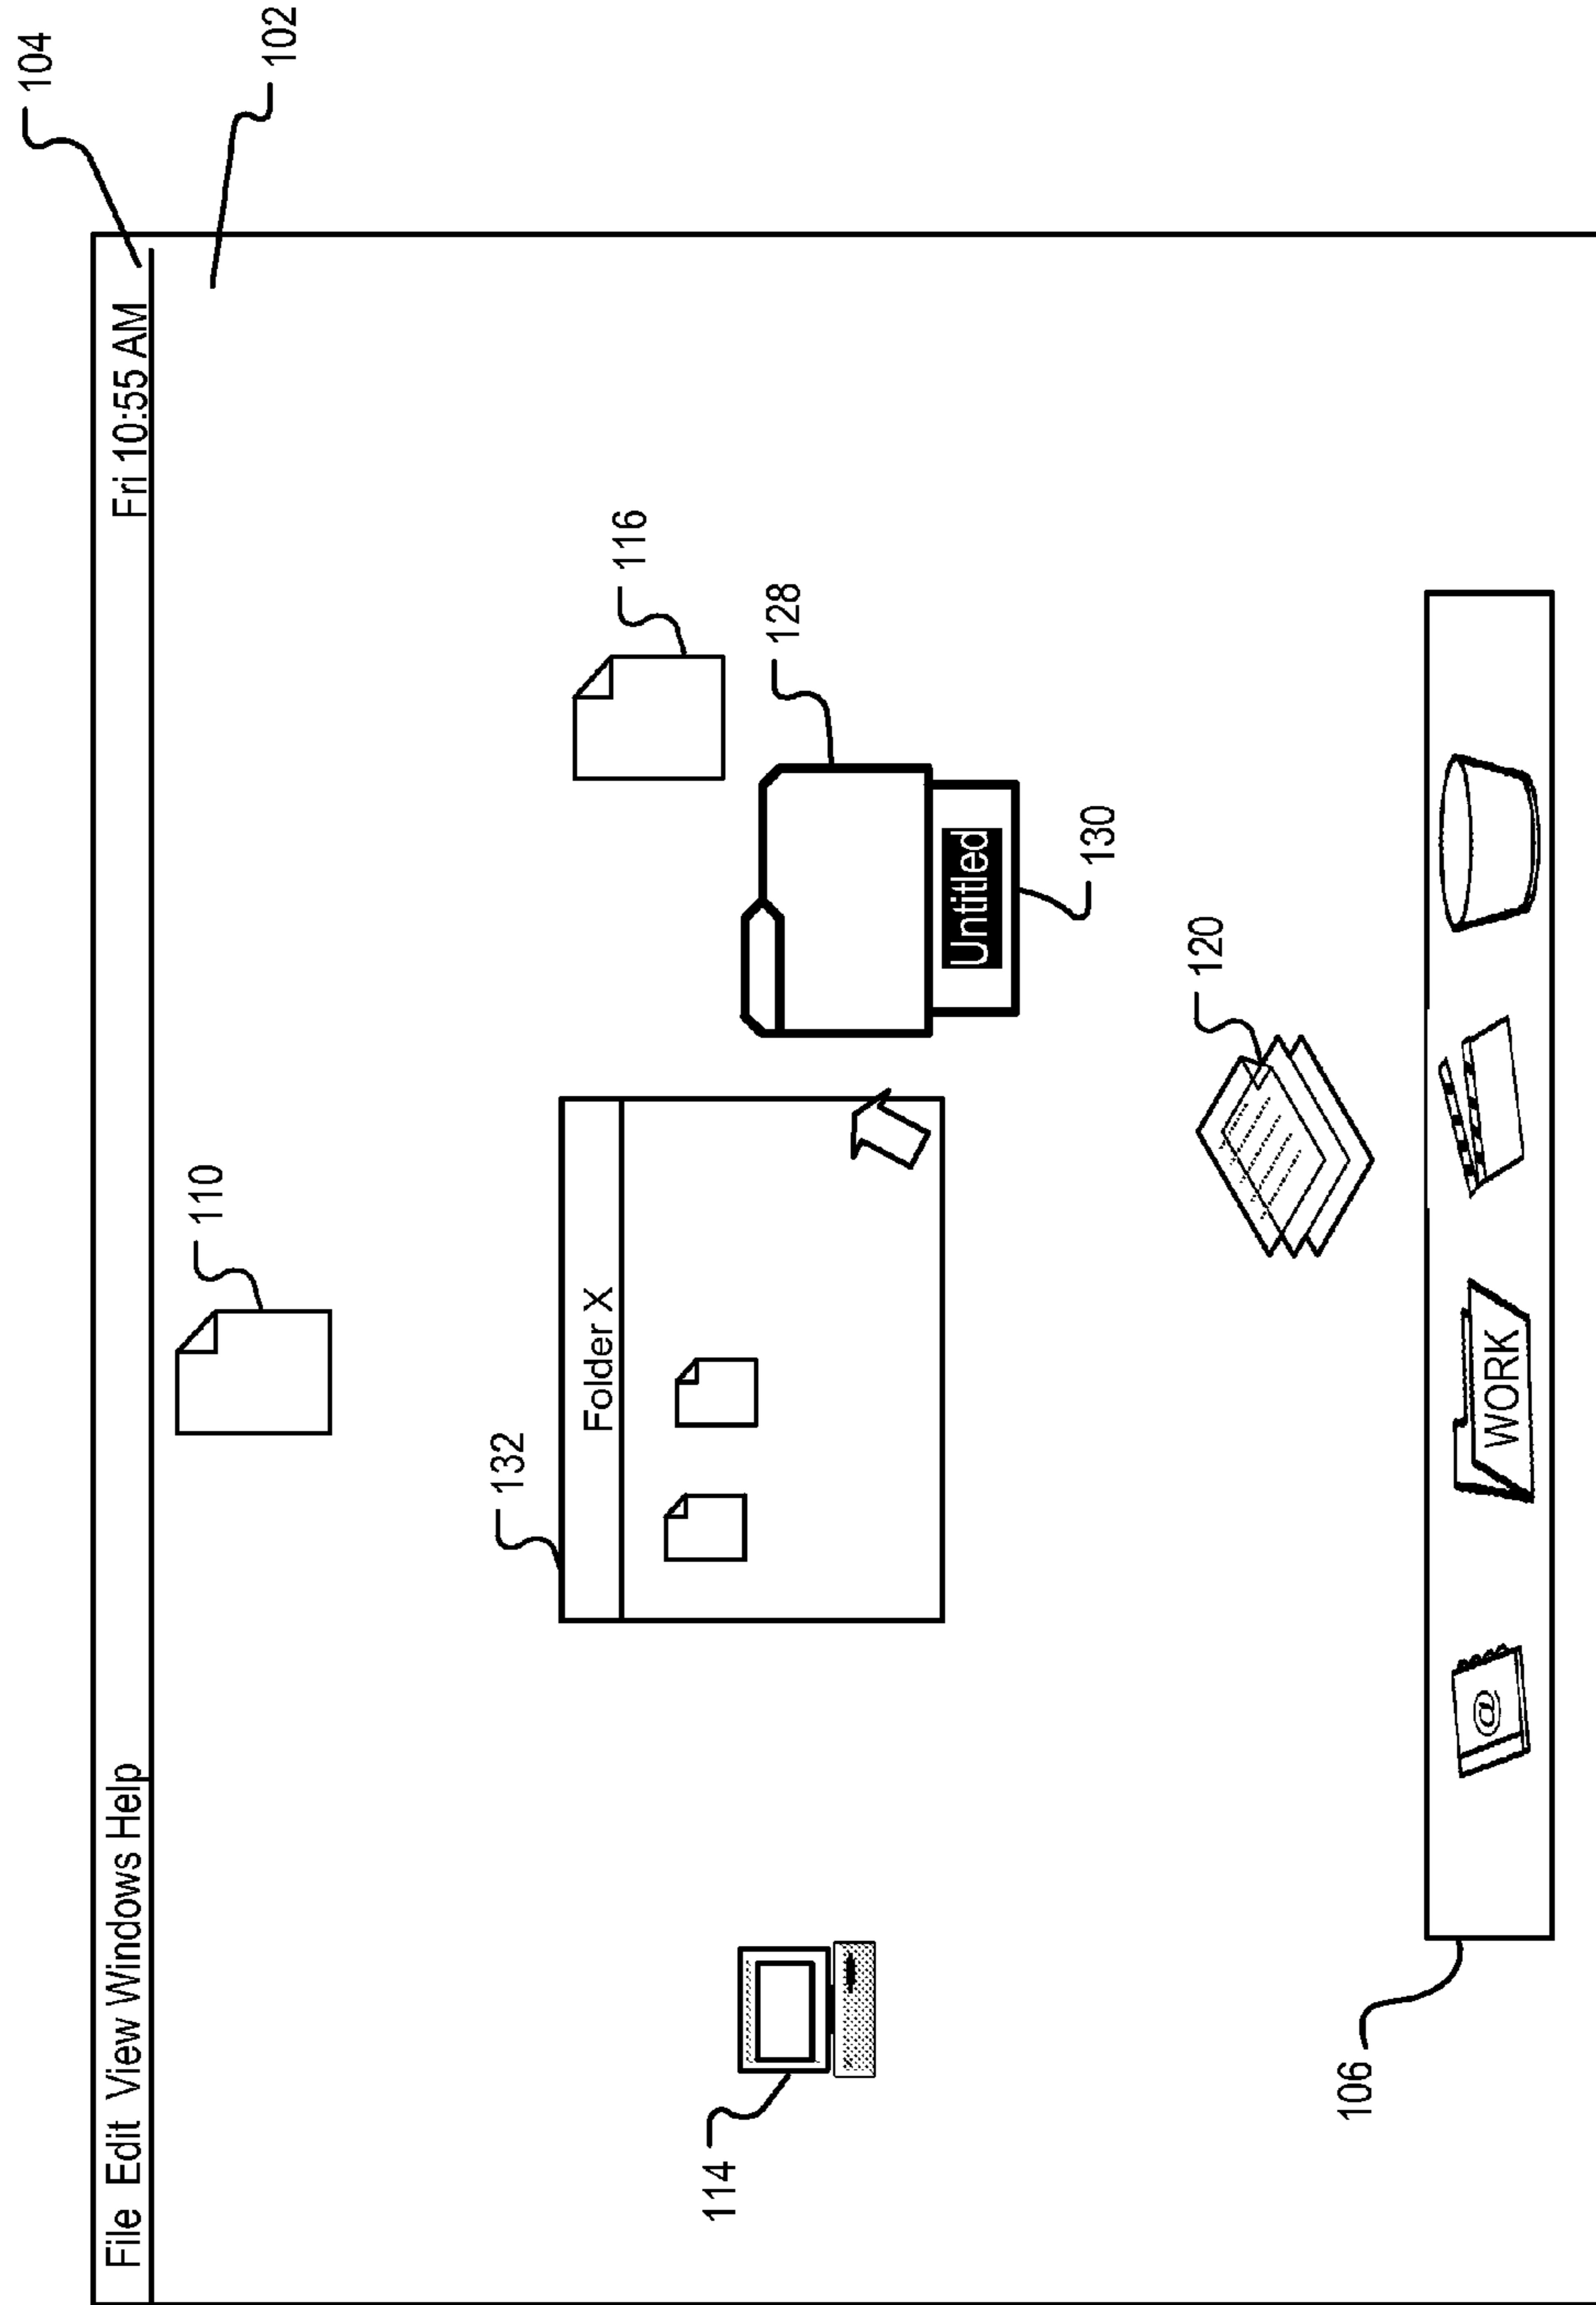 104
102
File Edit View Windows Help Fri 10:55 AM
110
132
116
Folder X
128
114
Untitled
130
120
106
@
WORK